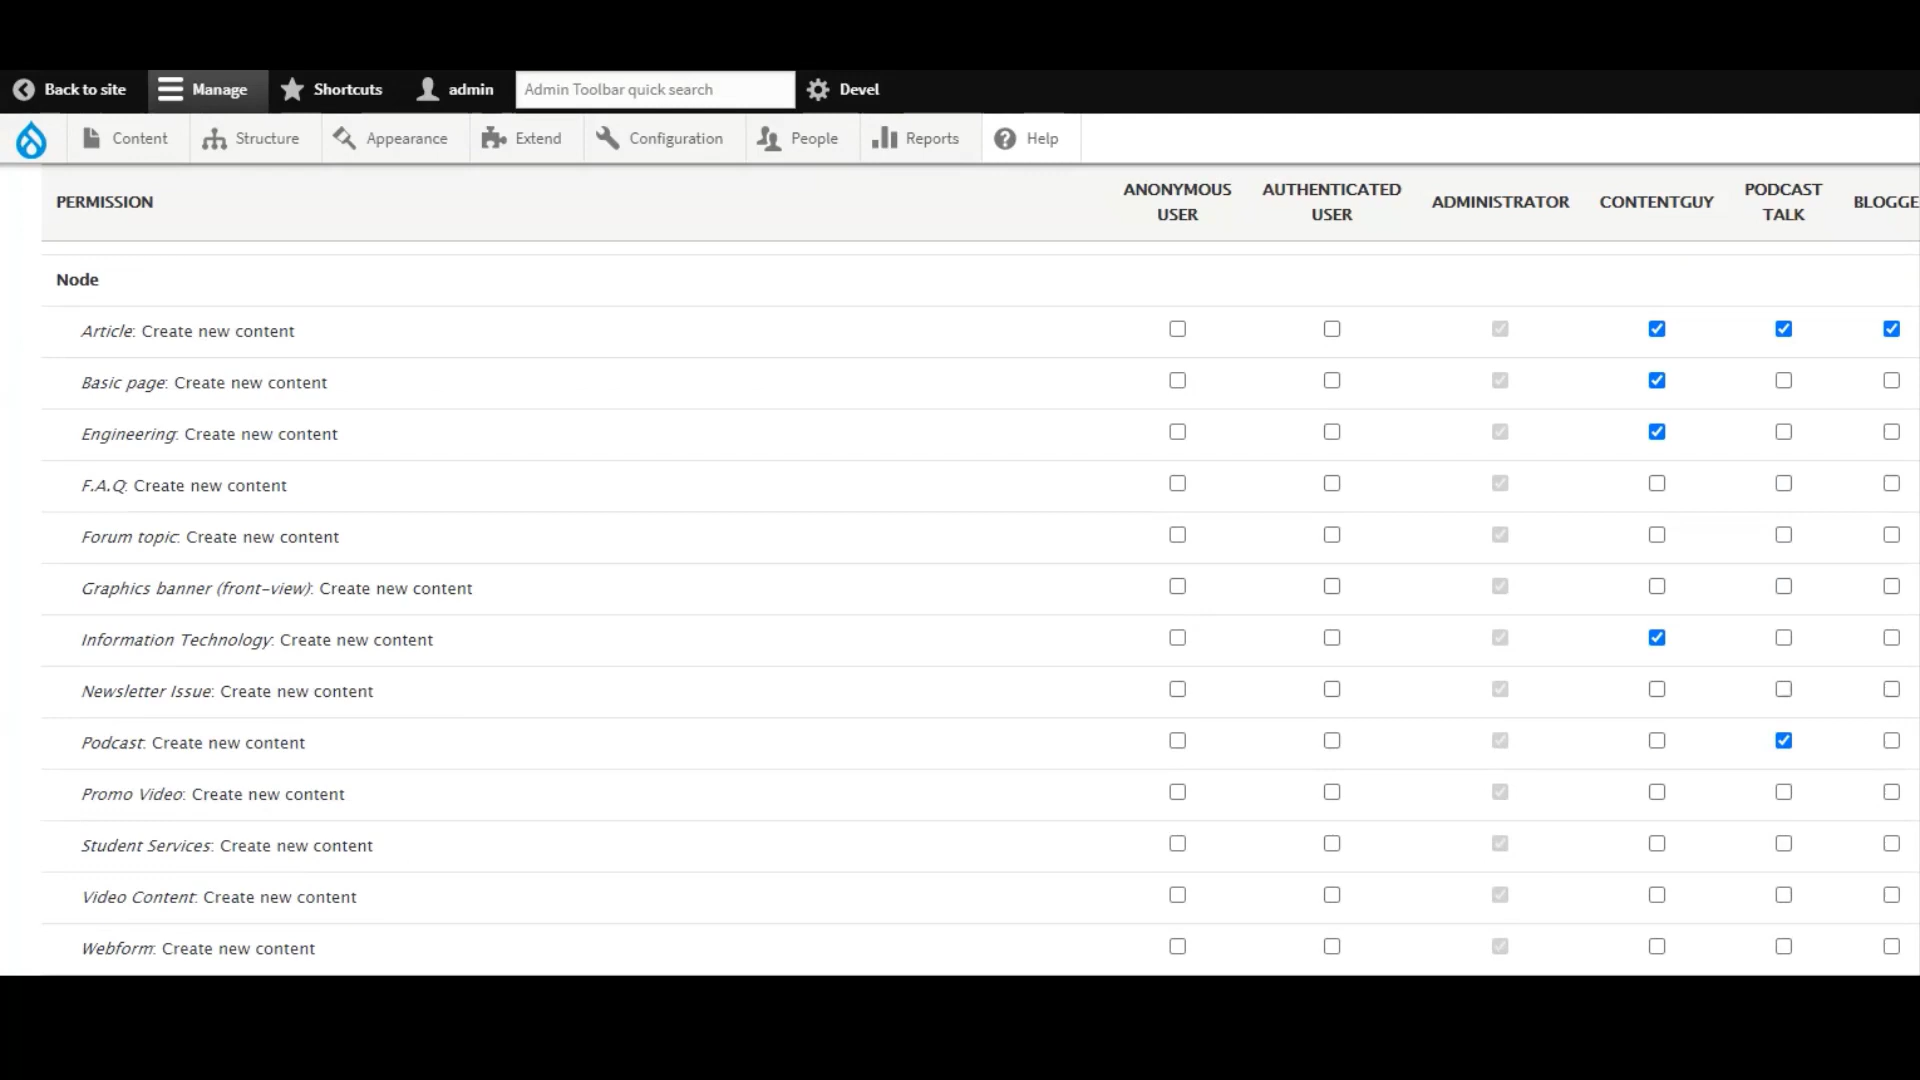 Back to site Manage Shortcuts admin Admin Toolbar quick search Devel
Content Structure Appearance Extend Configuration People Reports Help
PERMISSION ANONYMOUS USER AUTHENTICATED USER ADMINISTRATOR CONTENTGUY PODCAST TALK BLOGGE
Node
Article: Create new content
Basic page: Create new content
Engineering: Create new content
F.A.Q: Create new content
Forum topic: Create new content
Graphics banner (front-view): Create new content
Information Technology: Create new content
Newsletter Issue: Create new content
Podcast: Create new content
Promo Video: Create new content
Student Services: Create new content
Video Content: Create new content
Webform: Create new content